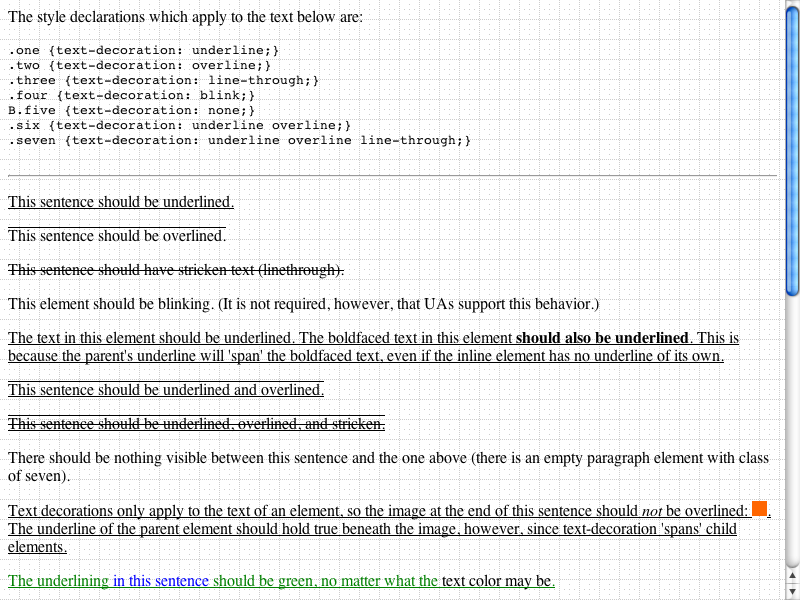 The style declarations which apply to the text below are:
.one {text-decoration: underline;}
.two {text-decoration: overline;}
.three {text-decoration: line-through;}
.four {text-decoration: blink;}
B.five {text-decoration: none;}
.six {text-decoration: underline overline;}
.seven {text-decoration: underline overline line-through;}
This sentence should be underlined.
This sentence should be overlined.
This sentence should have stricken text (linethrough).
This element should be blinking. (It is not required, however, that UAs support this behavior.)
The text in this element should be underlined. The boldfaced text in this element should also be underlined. This is
because the parent's underline will 'span' the boldfaced text, even if the inline element has no underline of its own.
This sentence should be underlined and overlined.
This sentence should be underlined, overlined, and stricken.
There should be nothing visible between this sentence and the one above (there is an empty paragraph element with class
of seven).
Text decorations only apply to the text of an element, so the image at the end of this sentence should not be overlined: .
The underline of the parent element should hold true beneath the image, however, since text-decoration 'spans' child
elements.
The underlining in this sentence should be green, no matter what the text color may be.